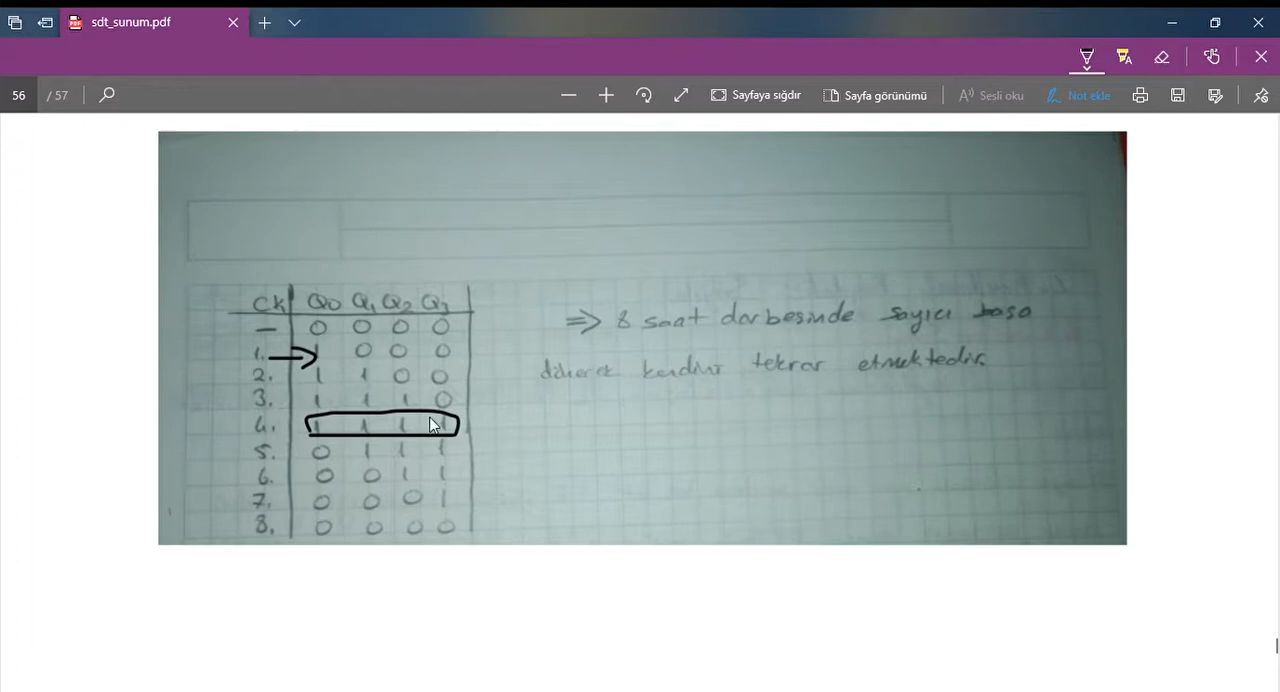 sdt_sunum.pdf
56 / 57
Sayfaya sığdır
Sayfa görünümü
Sesli oku
Not ekle
CK Q0 Q1 Q2 Q3
— 0 0 0 0
1. 1 0 0 0
2. 1 1 0 0
3. 1 1 1 0
4. 1 1 1 1
5. 0 1 1 1
6. 0 0 1 1
7. 0 0 0 1
8. 0 0 0 0
=> 8 saat darbesinde sayıcı başa
dönerek kendini tekrar etmektedir.